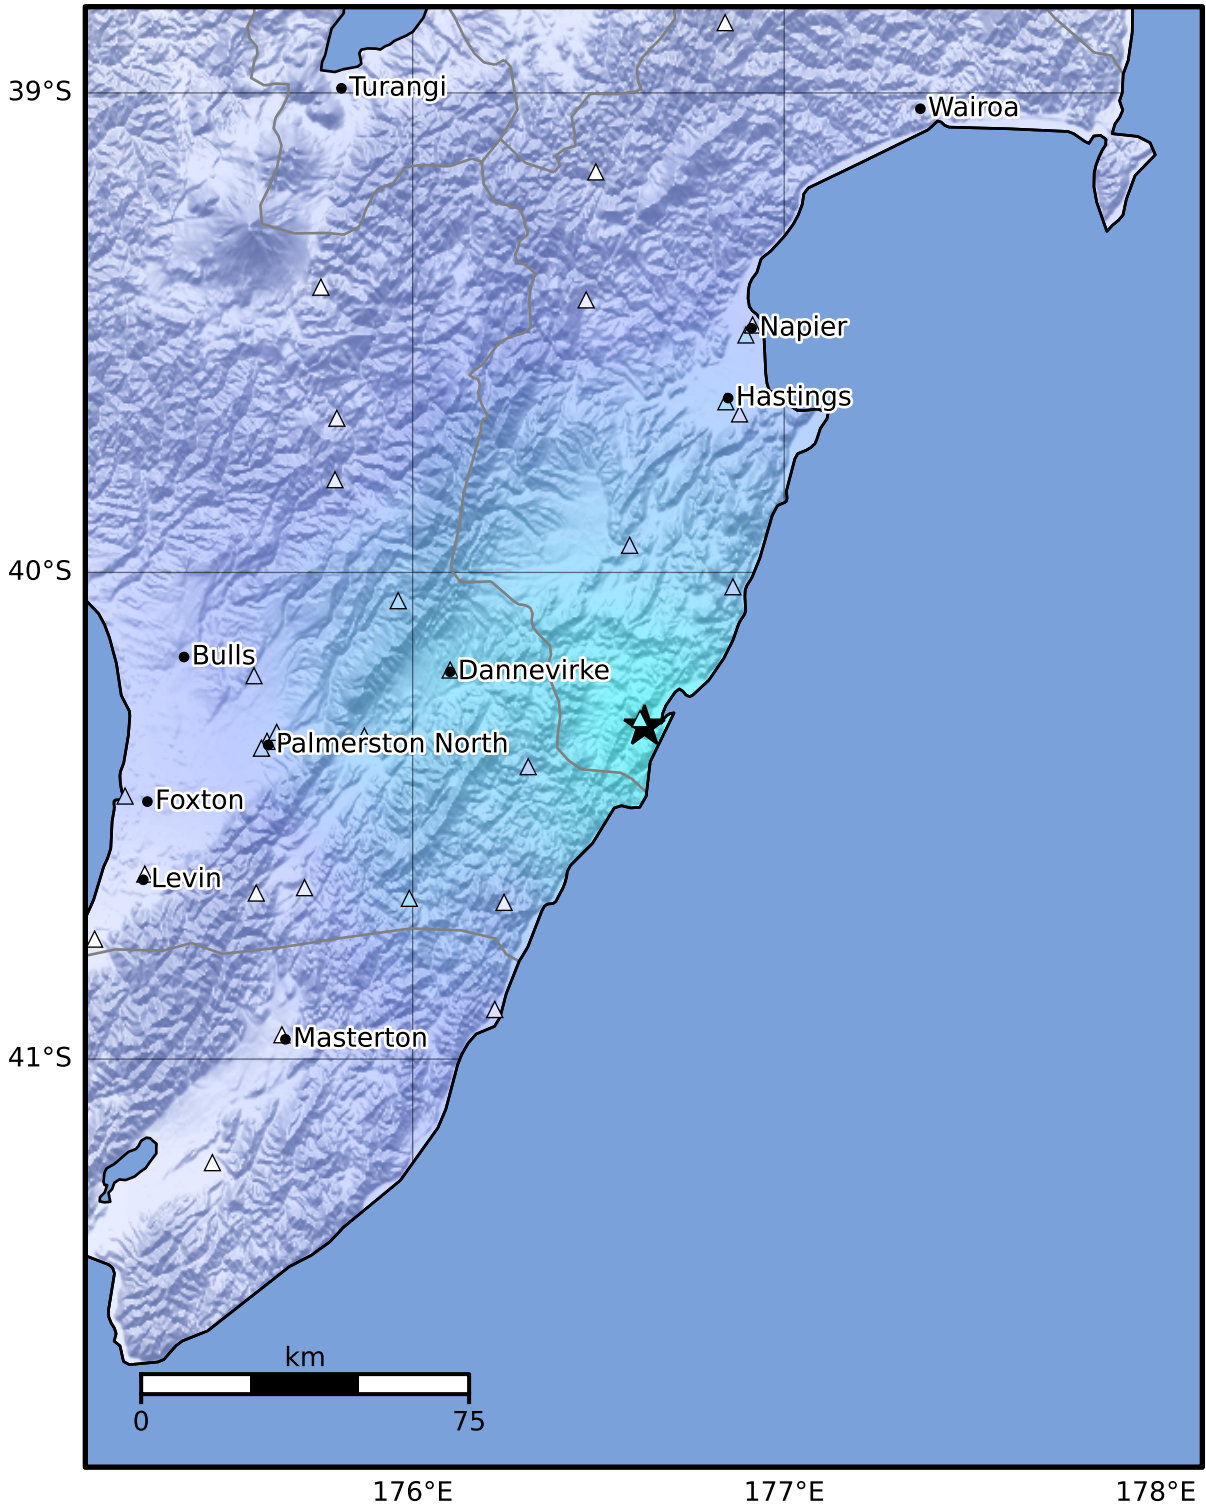 39°S
Turangi
Wairoa
Napier
Hastings
40°S
Bulls
Dannevirke
Palmerston North
Foxton
Levin
Masterton
41°S
km
0 75
176°E 177°E 178°E